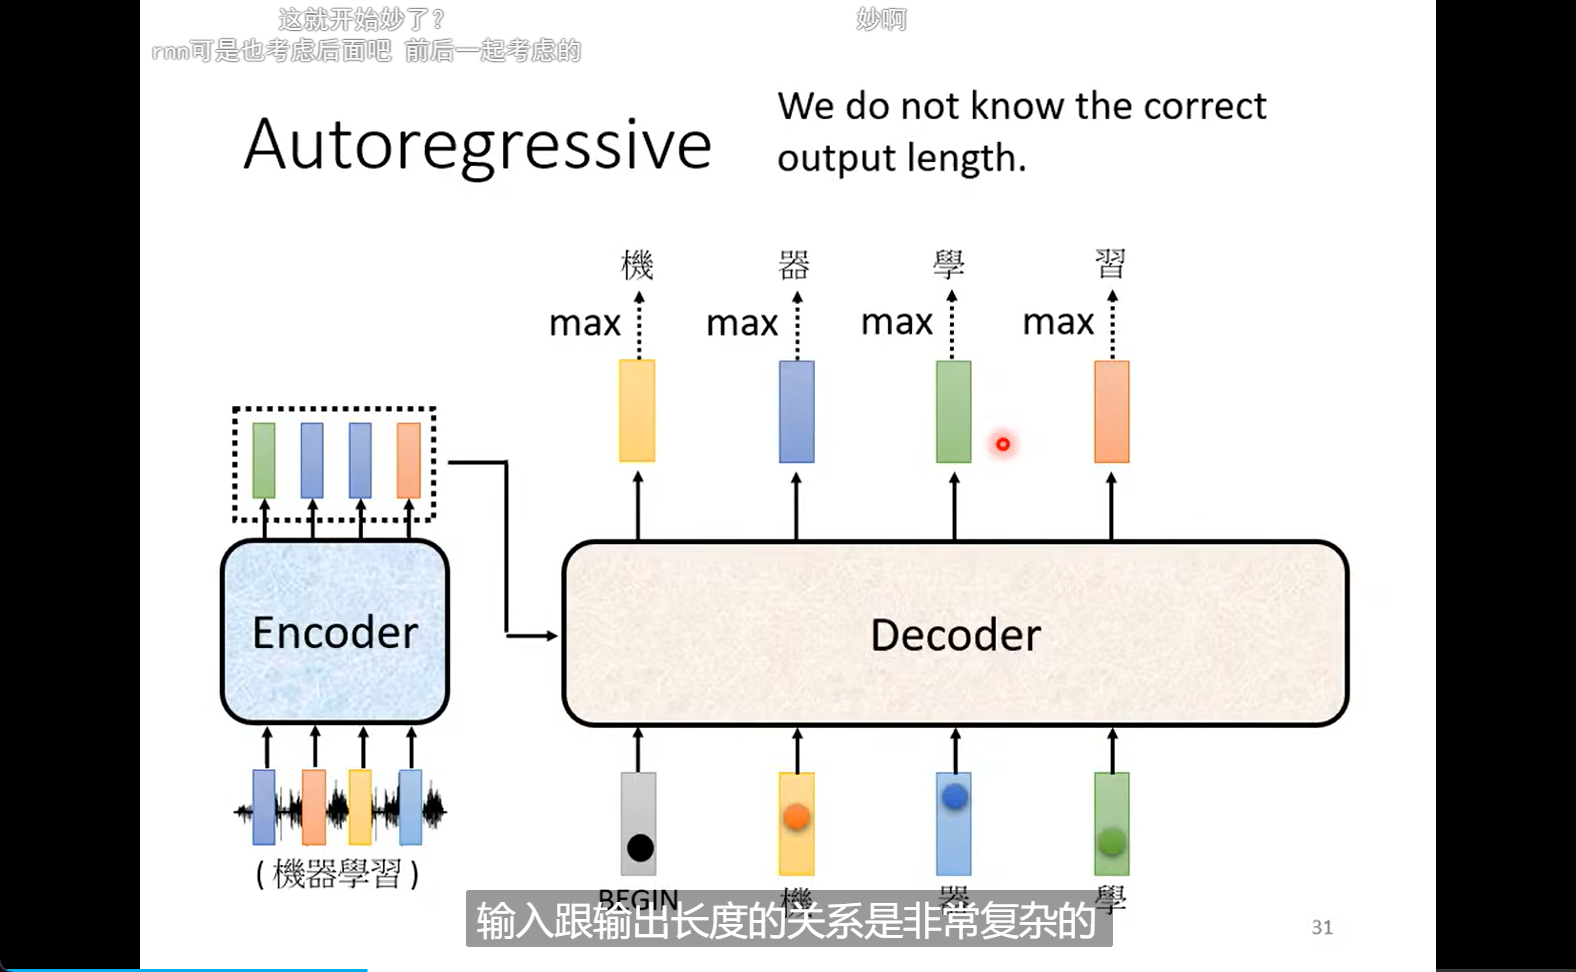 这就开始妙了？
妙啊
rnn可是也考虑后面吧 前后一起考虑的
Autoregressive
We do not know the correct
output length.
機 器 學 習
max max max max
Encoder
Decoder
(機器學習)
BEGIN 機 器 學
输入跟输出长度的关系是非常复杂的
31